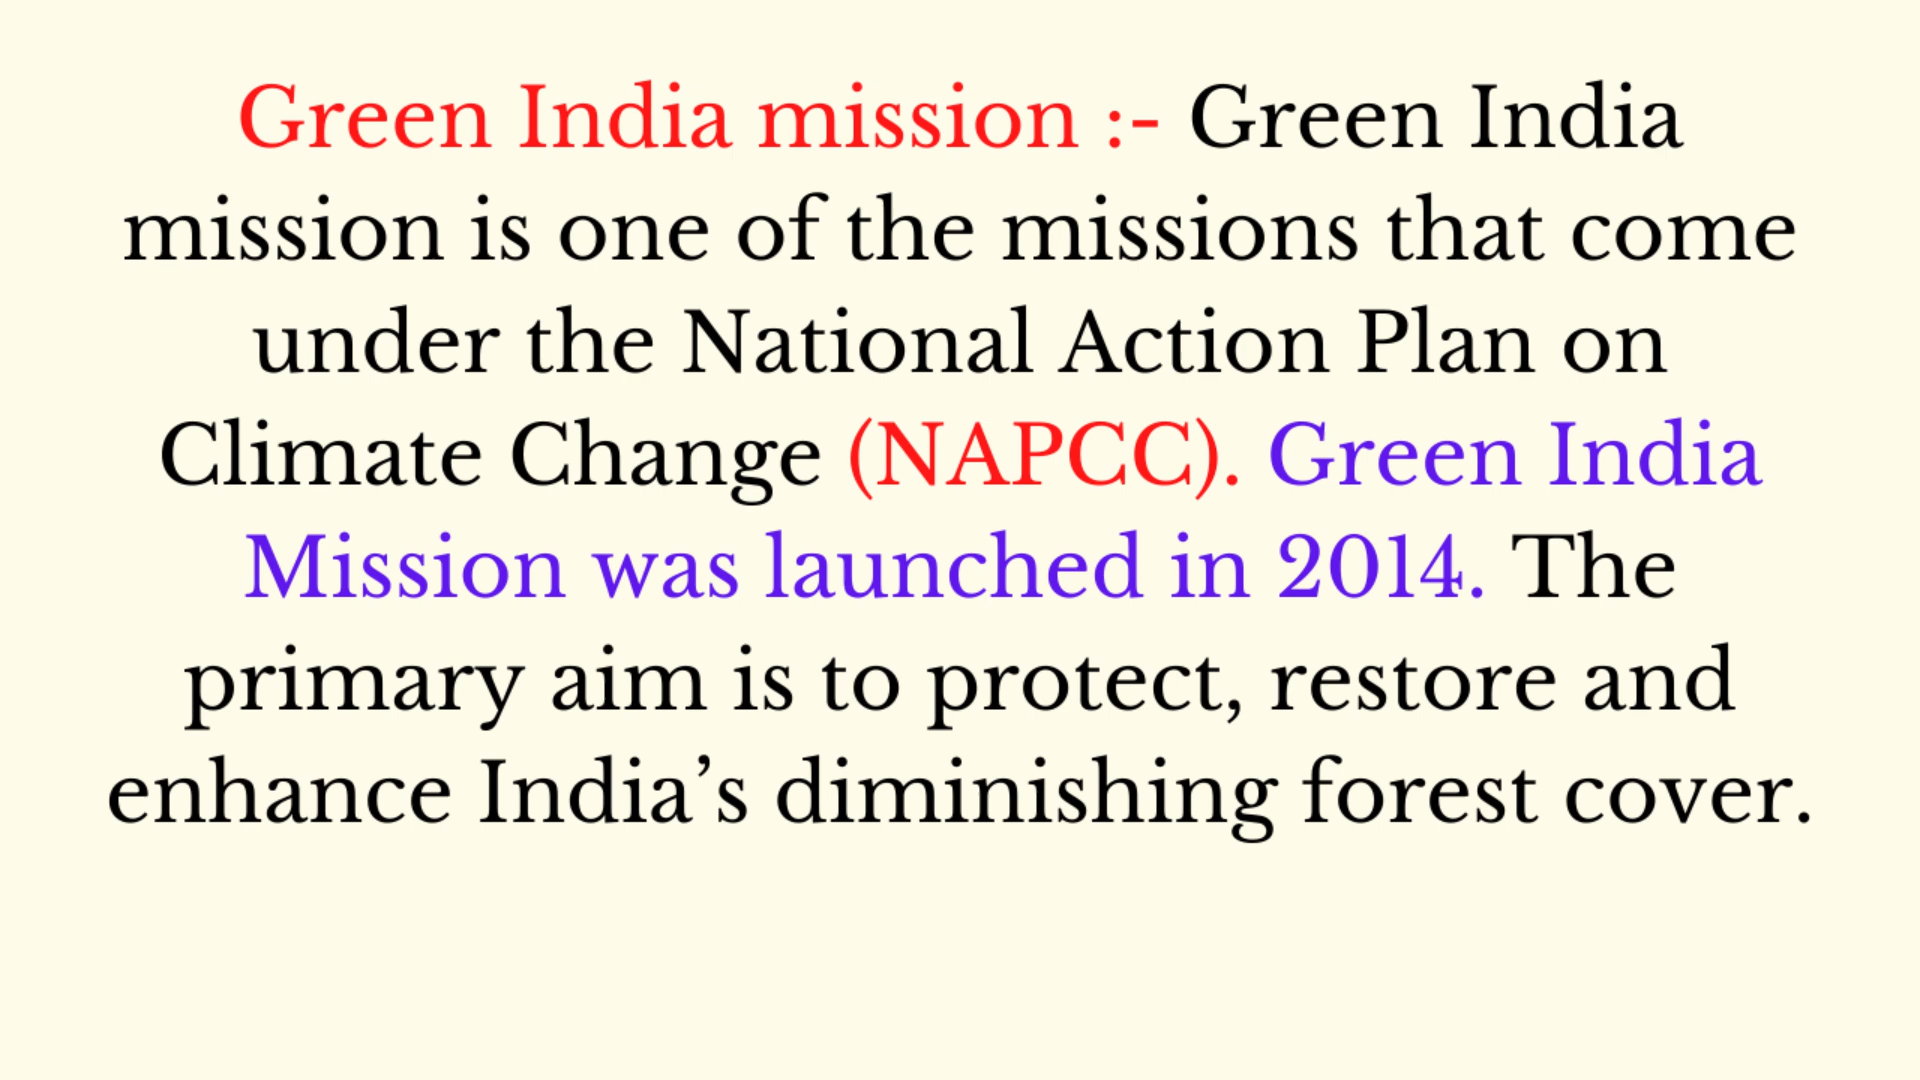 Green India mission :- Green India
mission is one of the missions that come
under the National Action Plan on
Climate Change (NAPCC). Green India
Mission was launched in 2014. The
primary aim is to protect, restore and
enhance India’s diminishing forest cover.